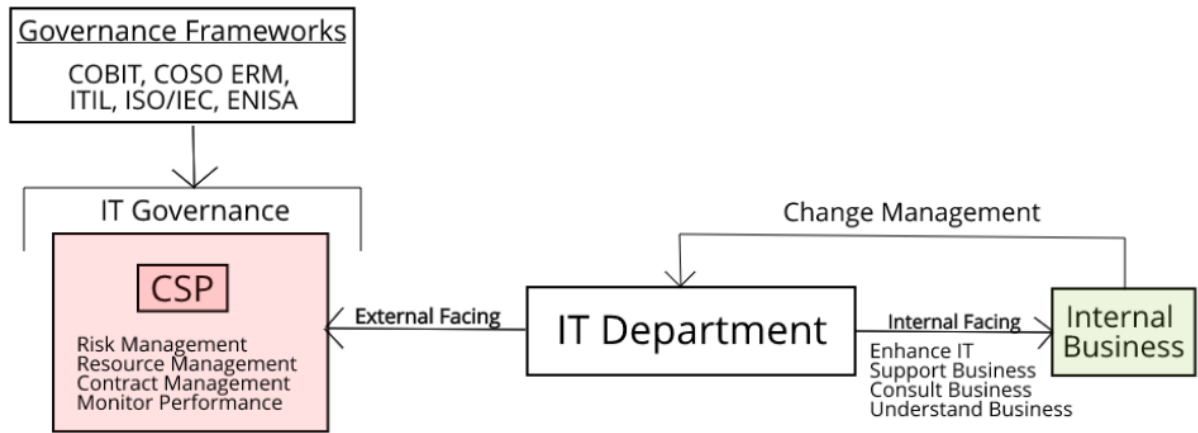 Governance Frameworks
COBIT, COSO ERM,
ITIL, ISO/IEC, ENISA
IT Governance
CSP
Risk Management
Resource Management
Contract Management
Monitor Performance
External Facing
IT Department
Change Management
Internal Facing
Enhance IT
Support Business
Consult Business
Understand Business
Internal
Business